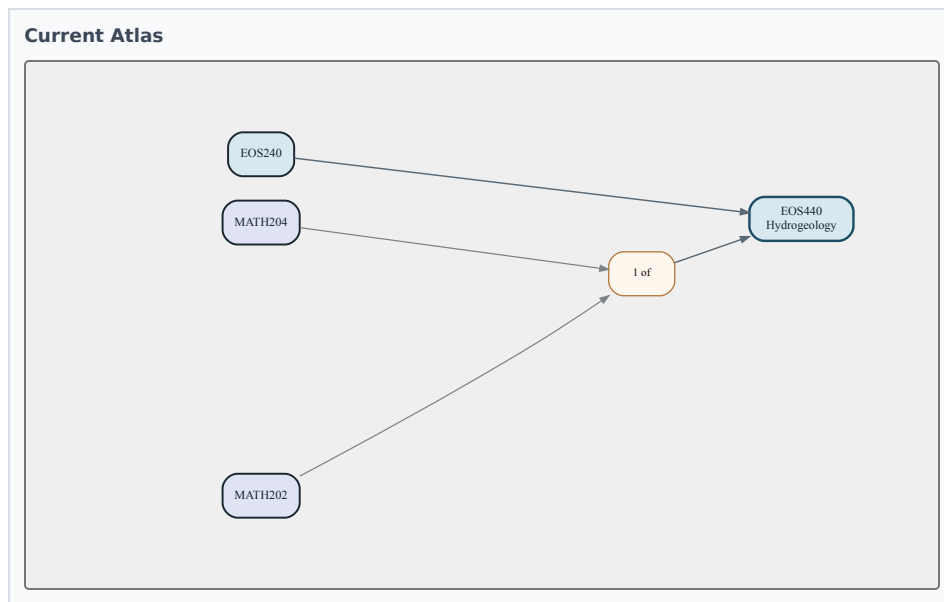 Current Atlas
EOS240
MATH204
EOS440
Hydrogeology
1 of
MATH202